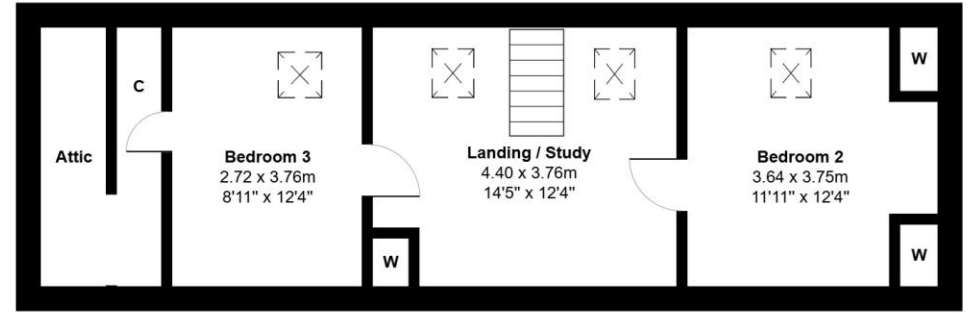 Attic
C
Bedroom 3
2.72 x 3.76m
8'11" x 12'4"
W
Landing / Study
4.40 x 3.76m
14'5" x 12'4"
Bedroom 2
3.64 x 3.75m
11'11" x 12'4"
W
W